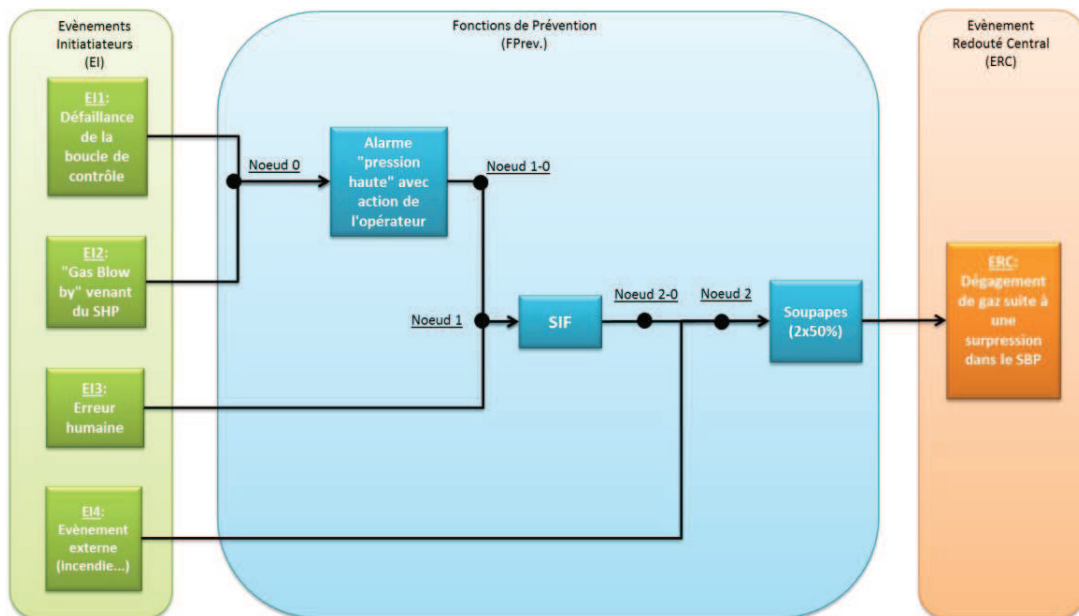 Evènements
Initiatiateurs
(EI)
EI1:
Défaillance
de la
boucle de
contrôle
EI2:
"Gas Blow
by" venant
du SHP
EI3:
Erreur
humaine
EI4:
Evènement
externe
(incendie...)
Fonctions de Prévention
(FPrev.)
Noeud 0
Alarme
"pression
haute" avec
action de
l'opérateur
Noeud 1-0
Noeud 1
SIF
Noeud 2-0
Noeud 2
Soupapes
(2x50%)
Evènement
Redouté Central
(ERC)
ERC:
Dégagement
de gaz suite à
une
surpression
dans le SBP